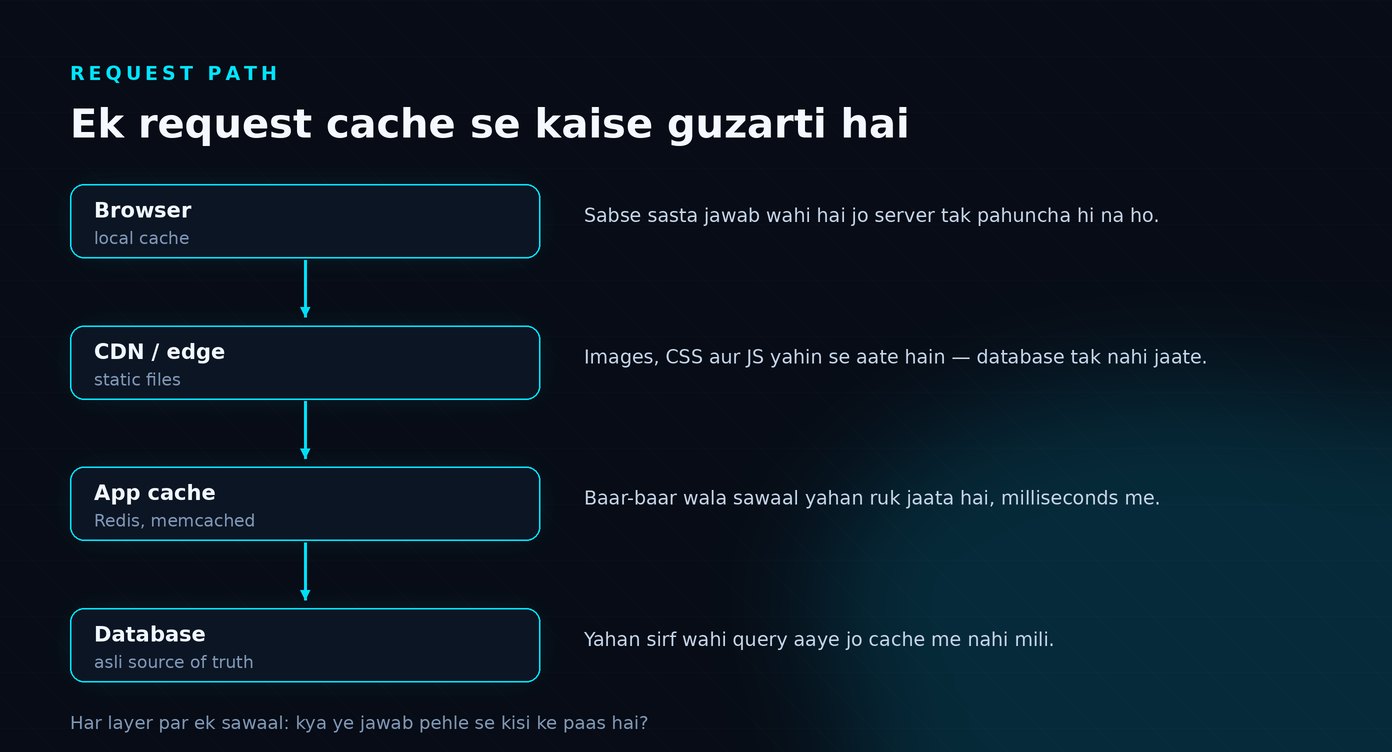 REQUEST PATH
Ek request cache se kaise guzarti hai
Browser
local cache
Sabse sasta jawab wahi hai jo server tak pahuncha hi na ho.
CDN / edge
static files
Images, CSS aur JS yahin se aate hain — database tak nahi jaate.
App cache
Redis, memcached
Baar-baar wala sawaal yahan ruk jaata hai, milliseconds me.
Database
asli source of truth
Yahan sirf wahi query aaye jo cache me nahi mili.
Har layer par ek sawaal: kya ye jawab pehle se kisi ke paas hai?